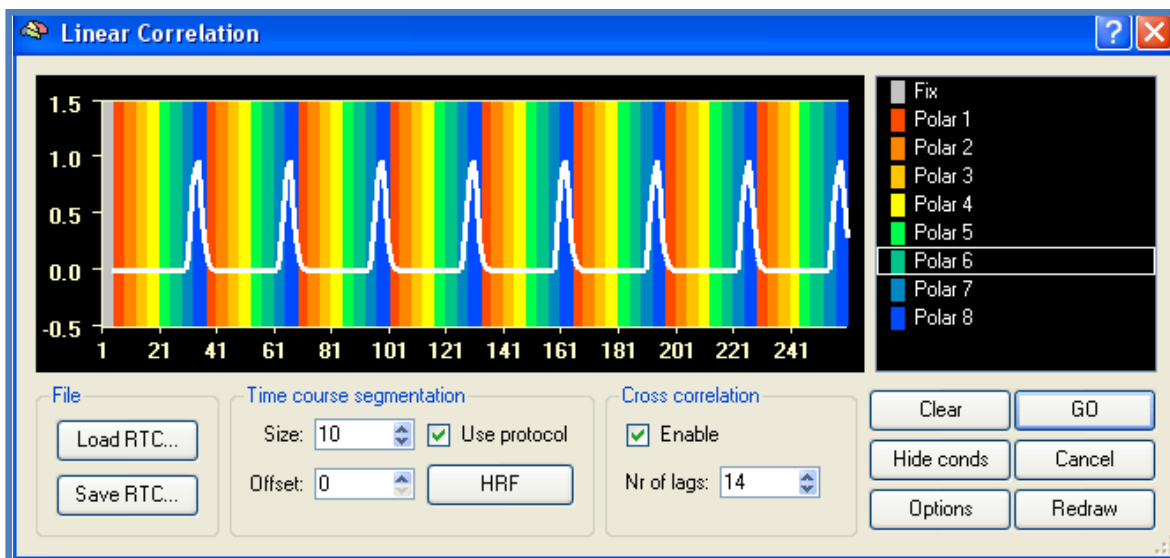 Linear Correlation
1.5
1.0
0.5
0.0
-0.5
1 21 41 61 81 101 121 141 161 181 201 221 241
Fix
Polar 1
Polar 2
Polar 3
Polar 4
Polar 5
Polar 6
Polar 7
Polar 8
File
Load RTC...
Save RTC...
Time course segmentation
Size: 10 Use protocol
Offset: 0 HRF
Cross correlation
Enable
Nr of lags: 14
Clear GO
Hide conds Cancel
Options Redraw